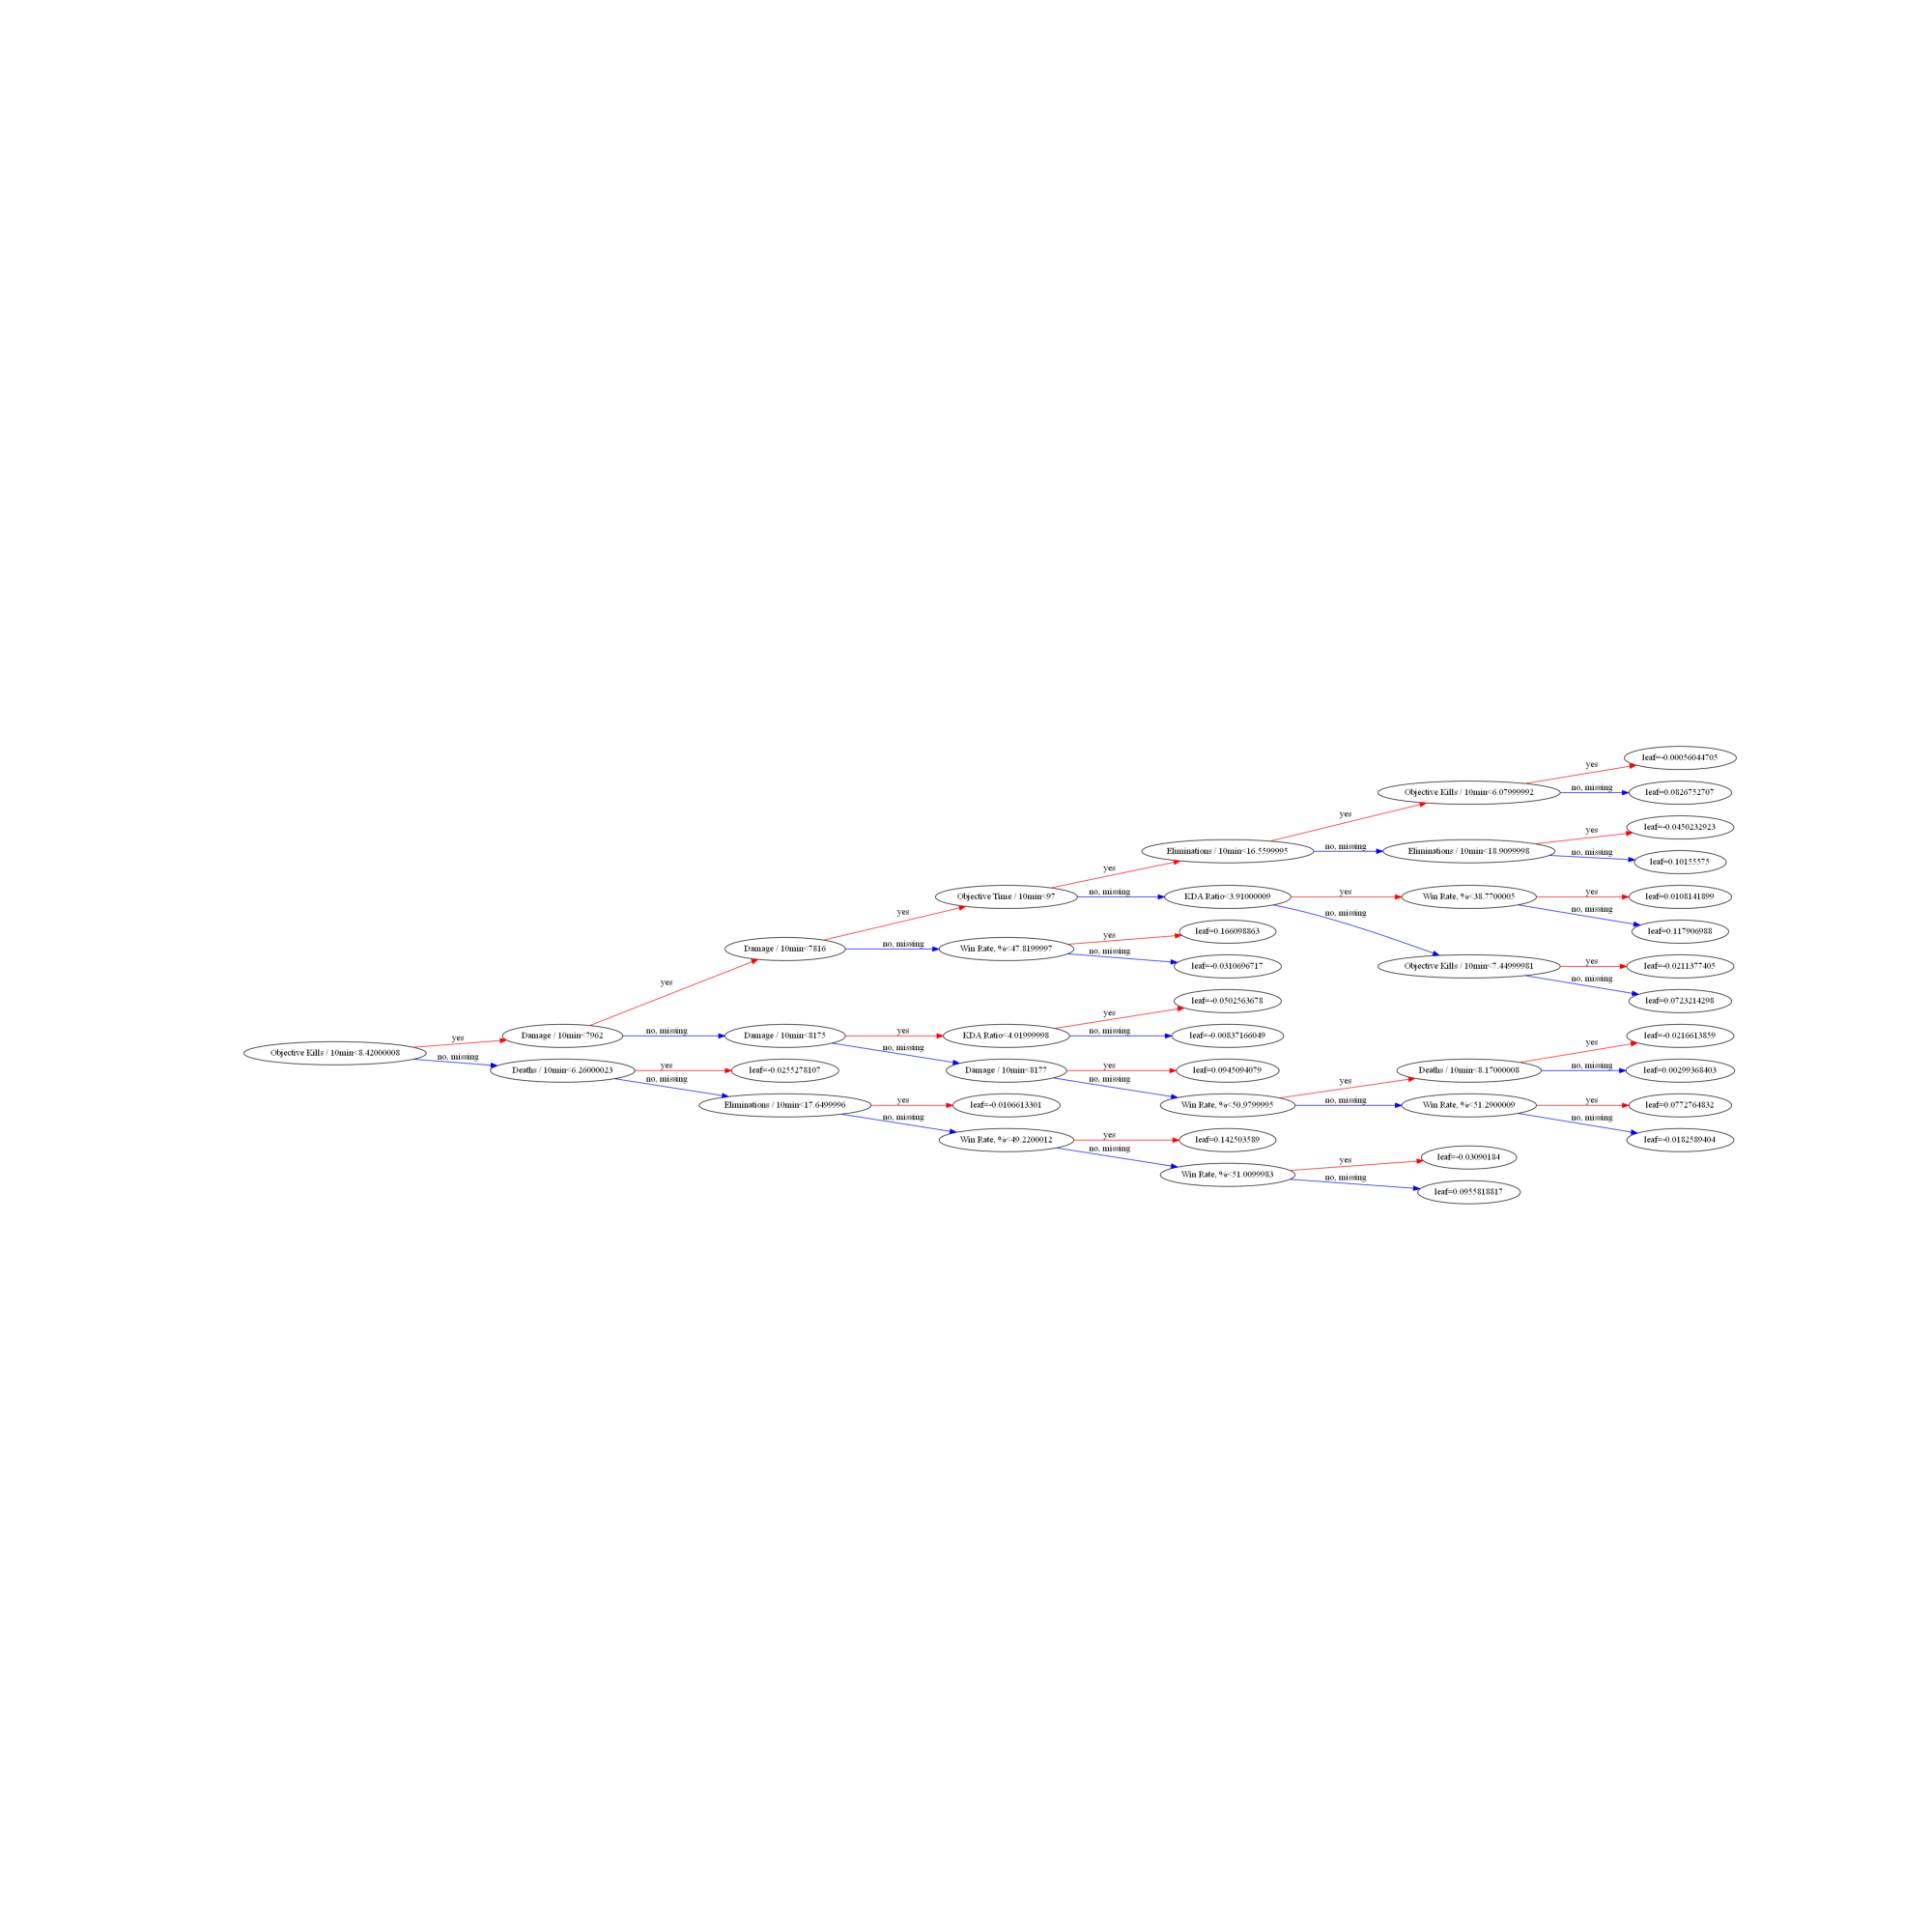 Objective Kills / 10min<8.42000008
yes
no, missing
Damage / 10min<7962
Deaths / 10min<6.26000023
yes
no, missing
yes
no, missing
Damage / 10min<7816
Damage / 10min<8175
leaf=-0.0255278107
Eliminations / 10min<17.6499996
yes
no, missing
yes
no, missing
yes
no, missing
Objective Time / 10min<97
Win Rate, %<47.8199997
KDA Ratio<4.01999998
Damage / 10min<8177
leaf=-0.0106613301
Win Rate, %<49.2200012
yes
no, missing
yes
no, missing
yes
no, missing
yes
no, missing
yes
no, missing
Eliminations / 10min<16.5599995
KDA Ratio<3.91000009
leaf=0.166098863
leaf=-0.0310696717
leaf=-0.0502563678
leaf=-0.00837166049
leaf=0.0945094079
Win Rate, %<50.9799995
leaf=0.142503589
Win Rate, %<51.0099983
yes
no, missing
yes
no, missing
yes
no, missing
yes
no, missing
Objective Kills / 10min<6.07999992
Eliminations / 10min<18.9099998
Win Rate, %<38.7700005
Objective Kills / 10min<7.44999981
Deaths / 10min<8.17000008
Win Rate, %<51.2900009
leaf=-0.03090184
leaf=0.0955818817
yes
no, missing
yes
no, missing
yes
no, missing
yes
no, missing
yes
no, missing
yes
no, missing
leaf=-0.00056044705
leaf=0.0826752707
leaf=-0.0450232923
leaf=0.10155575
leaf=0.0108141899
leaf=0.117906988
leaf=-0.0211377405
leaf=0.0723214298
leaf=-0.0216613859
leaf=0.00299368403
leaf=0.0772764832
leaf=-0.0182589404